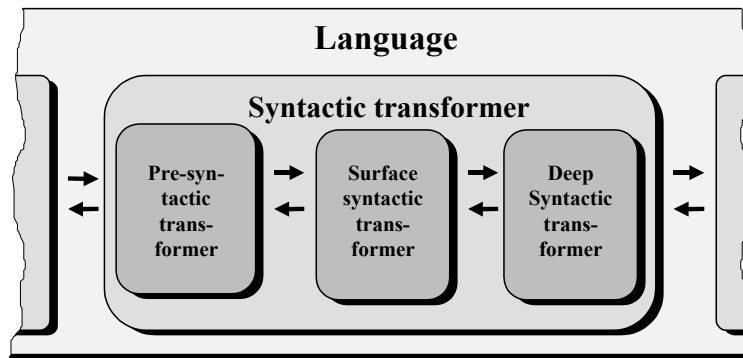 Language
Syntactic transformer
Pre-syn-
tactic
trans-
former
Surface
syntactic
trans-
former
Deep
Syntactic
trans-
former